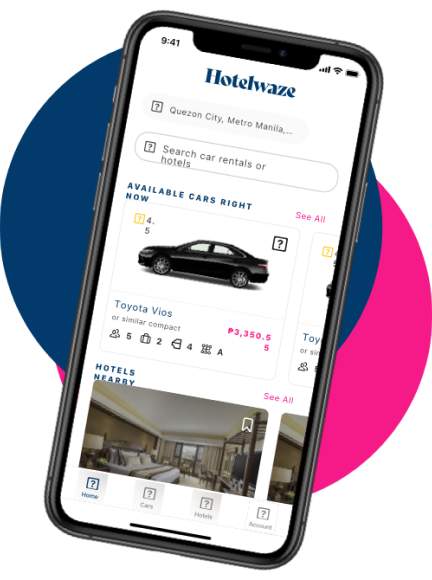 9:41
Hotelwaze
Quezon City, Metro Manila,...
Search car rentals or
hotels
AVAILABLE CARS RIGHT
NOW
See All
4.
5
Toyota Vios
or similar compact
₱3,350.5
5
5 2 4 A
Toy
or sin
HOTELS
NEARBY
See All
Home
Cars
Hotels
Account